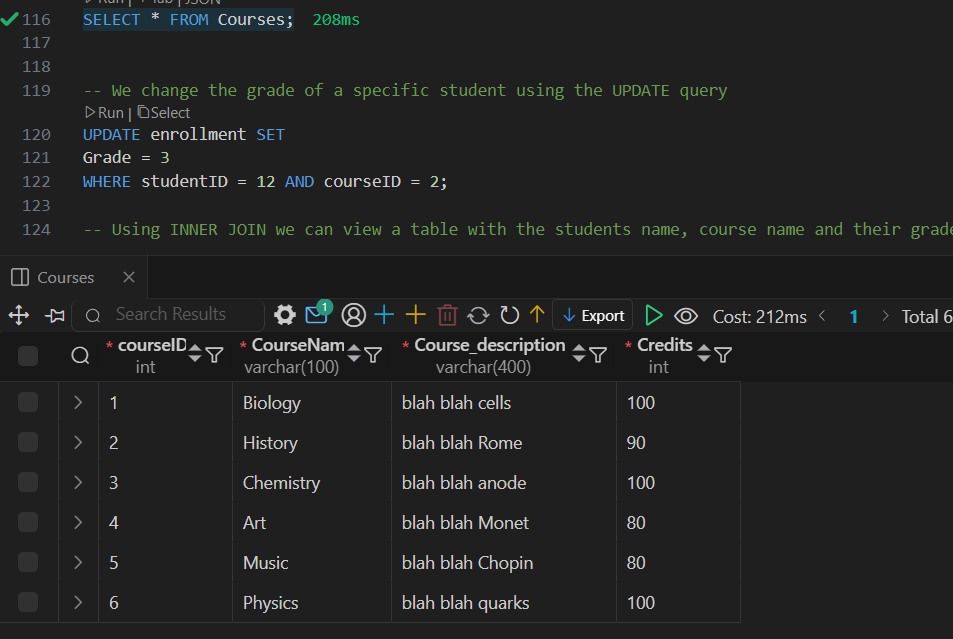 Run | Tab | JSON
116 SELECT * FROM Courses; 208ms
117
118
119 -- We change the grade of a specific student using the UPDATE query
Run | Select
120 UPDATE enrollment SET
121 Grade = 3
122 WHERE studentID = 12 AND courseID = 2;
123
124 -- Using INNER JOIN we can view a table with the students name, course name and their grade
Courses
Search Results 1 Export Cost: 212ms < 1 > Total 6
* courseID * CourseNam * Course_description * Credits
int varchar(100) varchar(400) int
1 Biology blah blah cells 100
2 History blah blah Rome 90
3 Chemistry blah blah anode 100
4 Art blah blah Monet 80
5 Music blah blah Chopin 80
6 Physics blah blah quarks 100